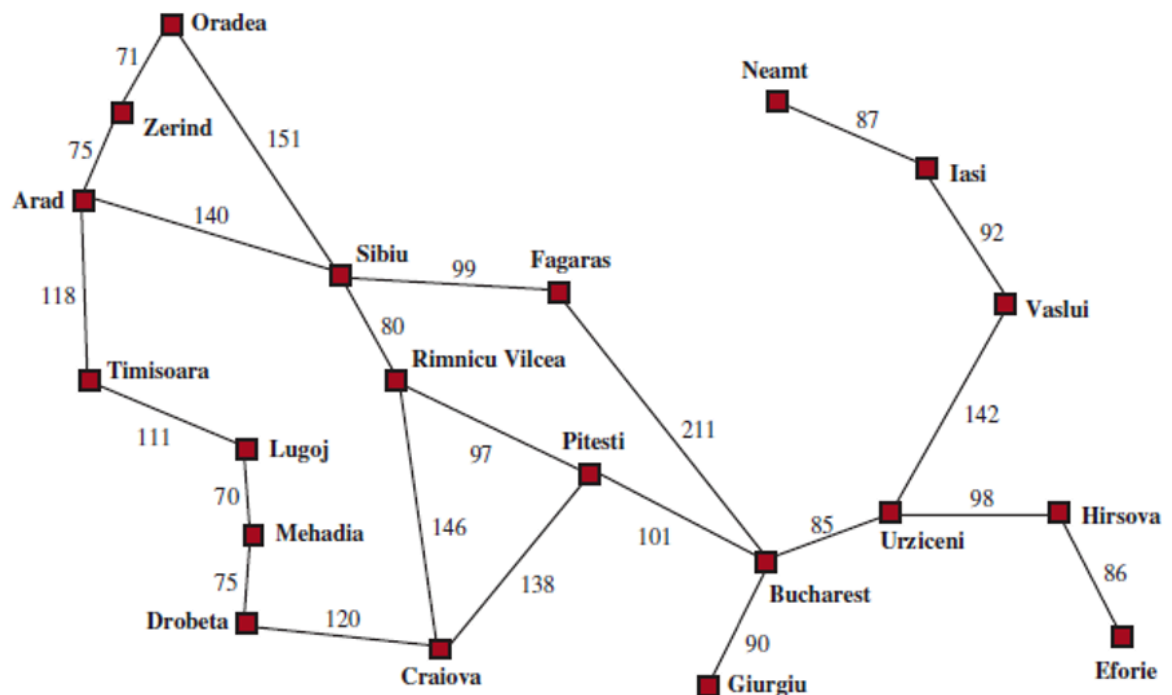 Oradea
71
Neamt
87
Zerind
151
75
Iasi
Arad
140
92
Sibiu
Fagaras
99
118
Vaslui
80
Timisoara
Rimnicu Vilcea
142
111
211
Lugoj
97
Pitesti
70
98
Hirsova
146
85
Urziceni
Mehadia
101
86
75
138
Bucharest
Drobeta
120
90
Eforie
Craiova
Giurgiu